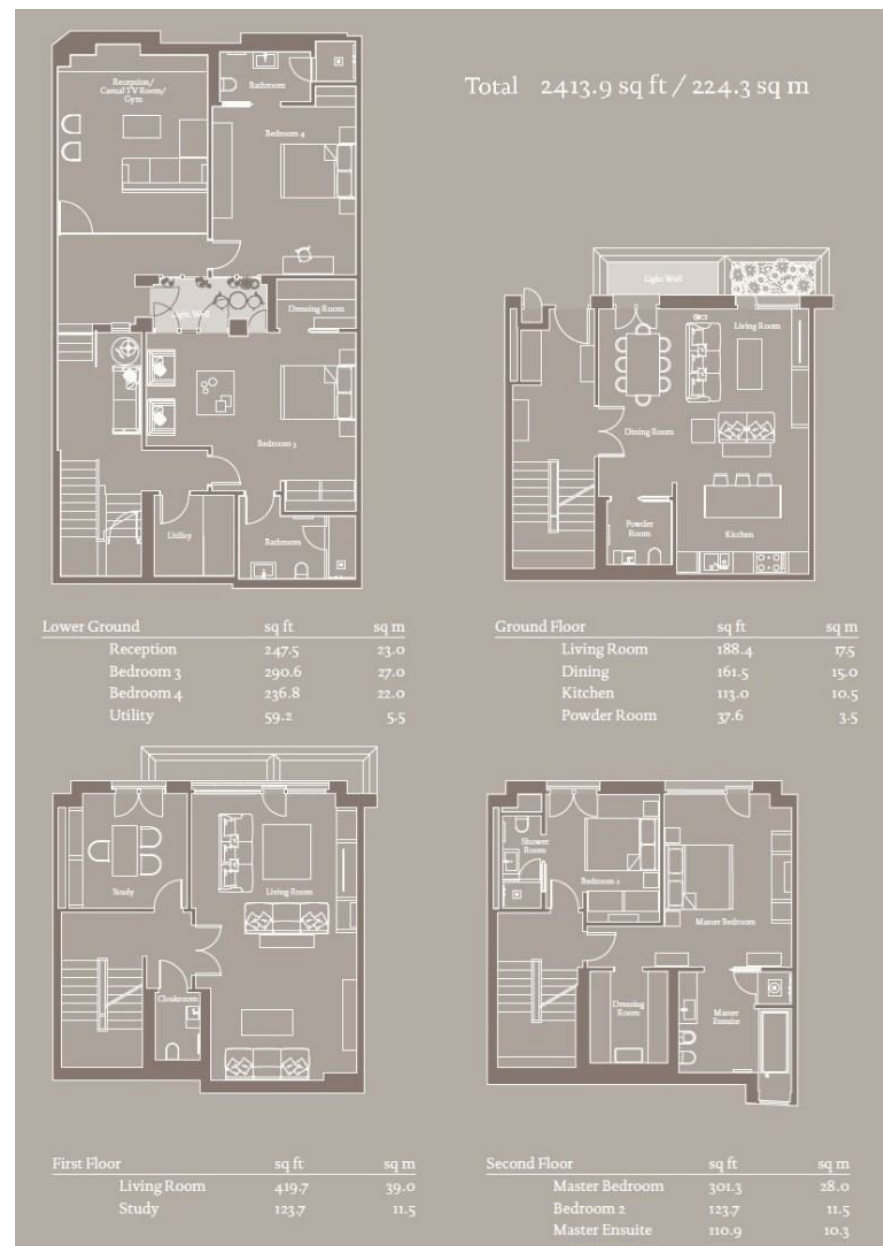 Total 2413.9 sq ft / 224.3 sq m
Reception/
Casual TV Room/
Gym
Bathroom
Bedroom 4
Light Well
Dressing Room
Bedroom 3
Utility
Bathroom
Light Well
Living Room
Dining Room
Powder
Room
Kitchen
Lower Ground sq ft sq m
Reception 247.5 23.0
Bedroom 3 290.6 27.0
Bedroom 4 236.8 22.0
Utility 59.2 5.5
Ground Floor sq ft sq m
Living Room 188.4 17.5
Dining 161.5 15.0
Kitchen 113.0 10.5
Powder Room 37.6 3.5
Study
Living Room
Cloakroom
Shower
Room
Bedroom 2
Master Bedroom
Dressing
Room
Master
Ensuite
First Floor sq ft sq m
Living Room 419.7 39.0
Study 123.7 11.5
Second Floor sq ft sq m
Master Bedroom 301.3 28.0
Bedroom 2 123.7 11.5
Master Ensuite 110.9 10.3